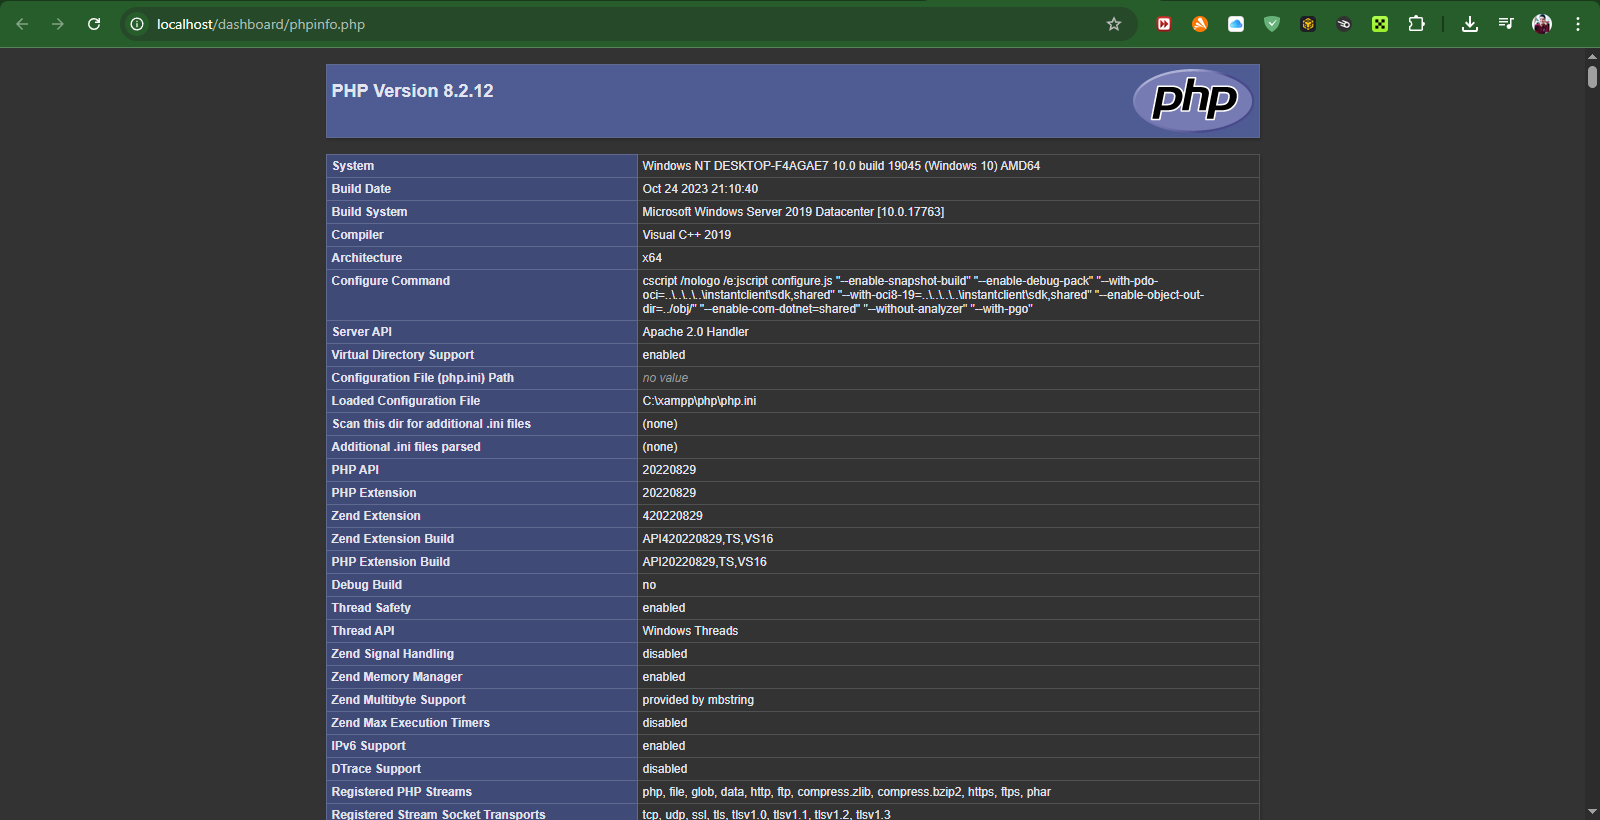 localhost/dashboard/phpinfo.php
PHP Version 8.2.12
php
System Windows NT DESKTOP-F4AGAE7 10.0 build 19045 (Windows 10) AMD64
Build Date Oct 24 2023 21:10:40
Build System Microsoft Windows Server 2019 Datacenter [10.0.17763]
Compiler Visual C++ 2019
Architecture x64
Configure Command cscript /nologo /e:jscript configure.js "--enable-snapshot-build" "--enable-debug-pack" "--with-pdo-
oci=..\..\..\..\instantclient\sdk,shared" "--with-oci8-19=..\..\..\..\instantclient\sdk,shared" "--enable-object-out-
dir=../obj/" "--enable-com-dotnet=shared" "--without-analyzer" "--with-pgo"
Server API Apache 2.0 Handler
Virtual Directory Support enabled
Configuration File (php.ini) Path no value
Loaded Configuration File C:\xampp\php\php.ini
Scan this dir for additional .ini files (none)
Additional .ini files parsed (none)
PHP API 20220829
PHP Extension 20220829
Zend Extension 420220829
Zend Extension Build API420220829,TS,VS16
PHP Extension Build API20220829,TS,VS16
Debug Build no
Thread Safety enabled
Thread API Windows Threads
Zend Signal Handling disabled
Zend Memory Manager enabled
Zend Multibyte Support provided by mbstring
Zend Max Execution Timers disabled
IPv6 Support enabled
DTrace Support disabled
Registered PHP Streams php, file, glob, data, http, ftp, compress.zlib, compress.bzip2, https, ftps, phar
Registered Stream Socket Transports tcp, udp, ssl, tls, tlsv1.0, tlsv1.1, tlsv1.2, tlsv1.3